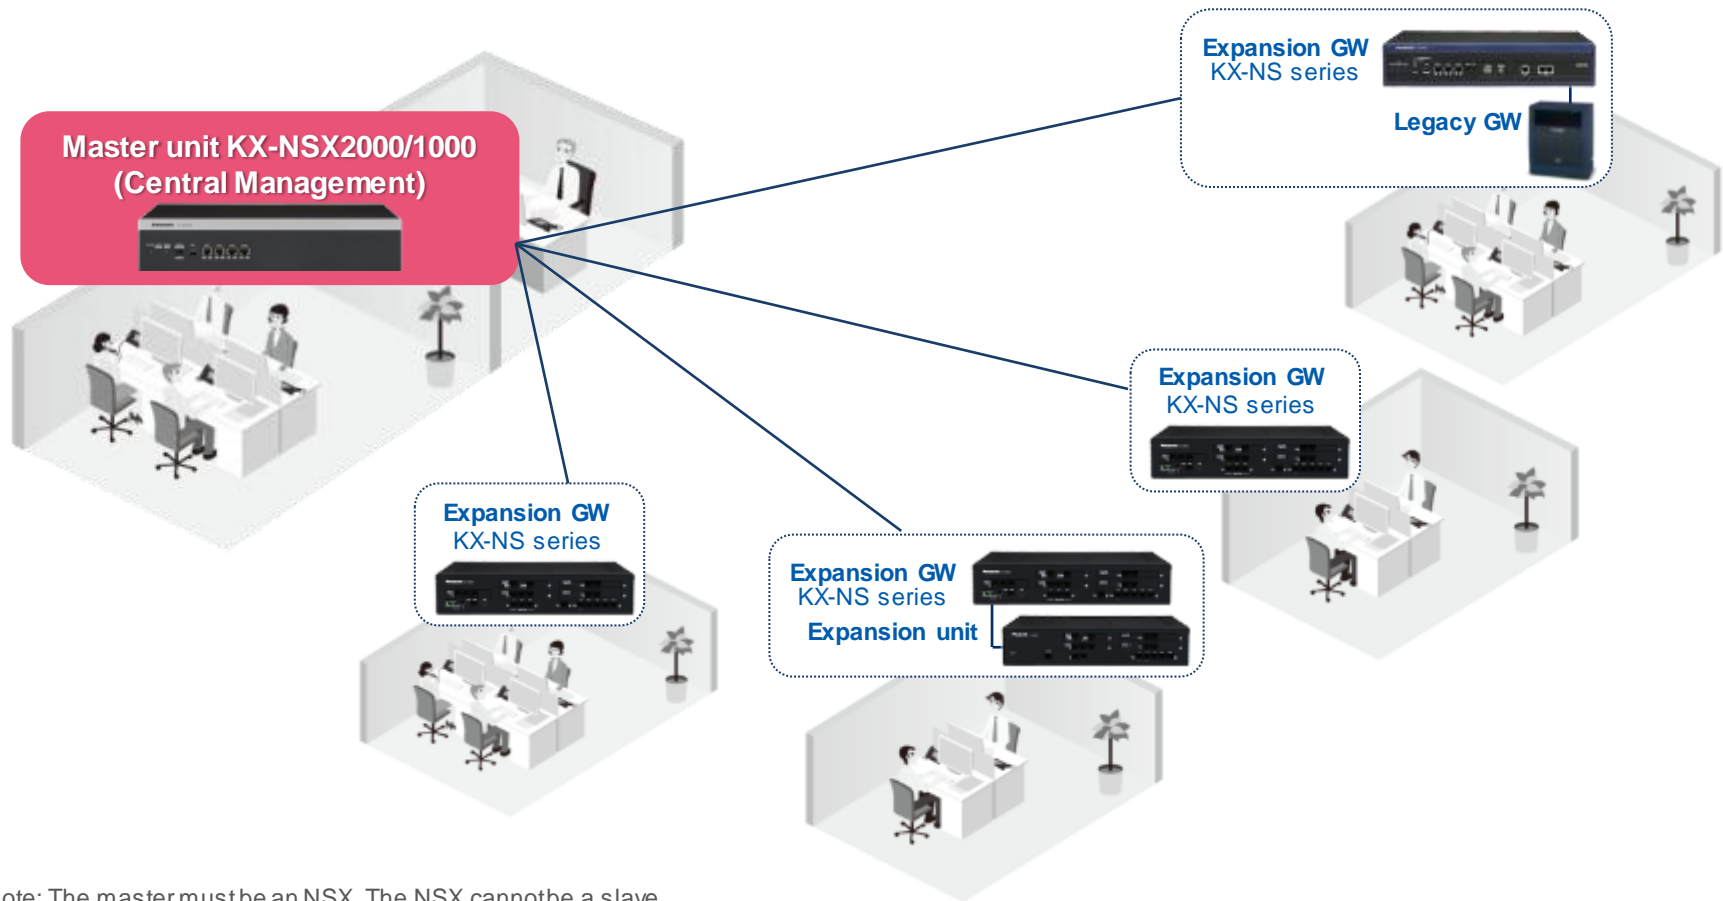 Expansion GW
KX-NS series
Legacy GW
Master unit KX-NSX2000/1000
(Central Management)
Expansion GW
KX-NS series
Expansion GW
KX-NS series
Expansion GW
KX-NS series
Expansion unit
ote: The master must be an NSX. The NSX cannot be a slave